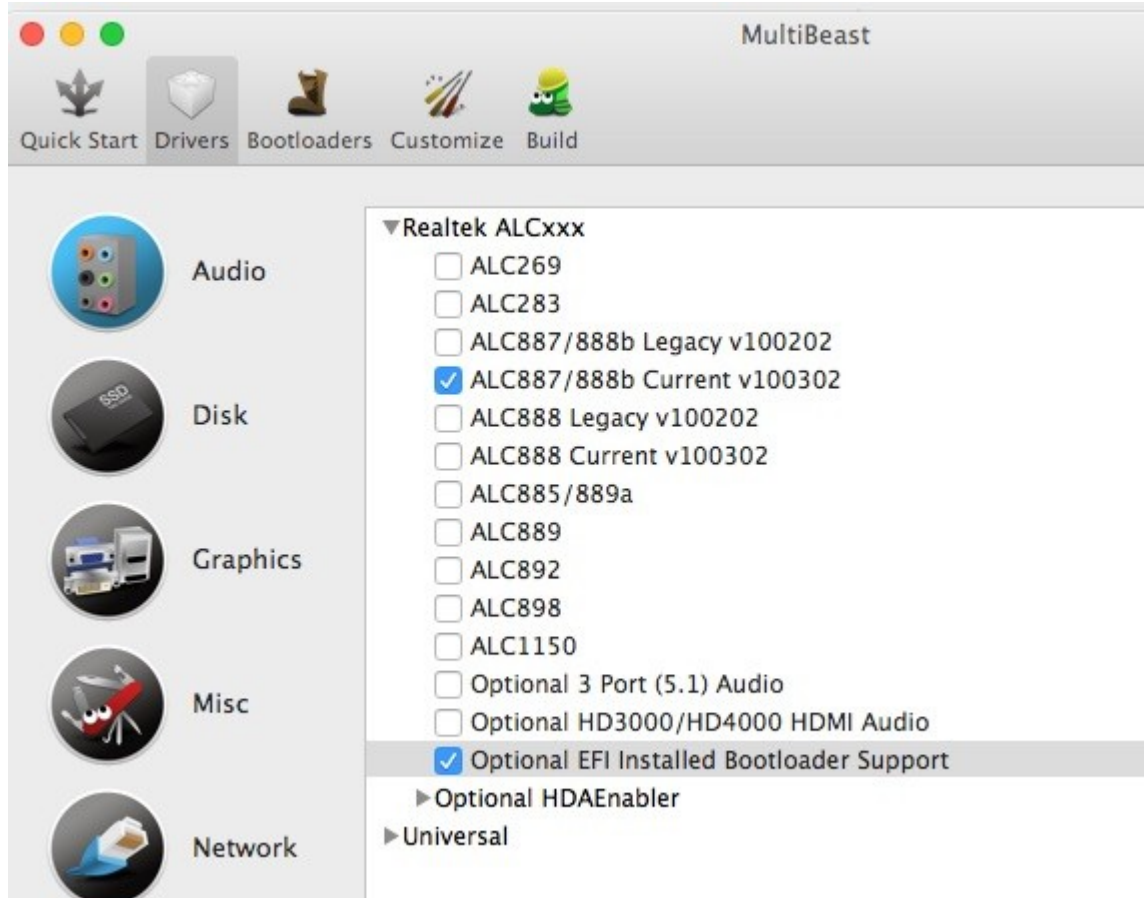 MultiBeast
Quick Start Drivers Bootloaders Customize Build
Audio
Disk
SSD
Graphics
Misc
Network
Realtek ALCxxx
ALC269
ALC283
ALC887/888b Legacy v100202
ALC887/888b Current v100302
ALC888 Legacy v100202
ALC888 Current v100302
ALC885/889a
ALC889
ALC892
ALC898
ALC1150
Optional 3 Port (5.1) Audio
Optional HD3000/HD4000 HDMI Audio
Optional EFI Installed Bootloader Support
Optional HDAEnabler
Universal